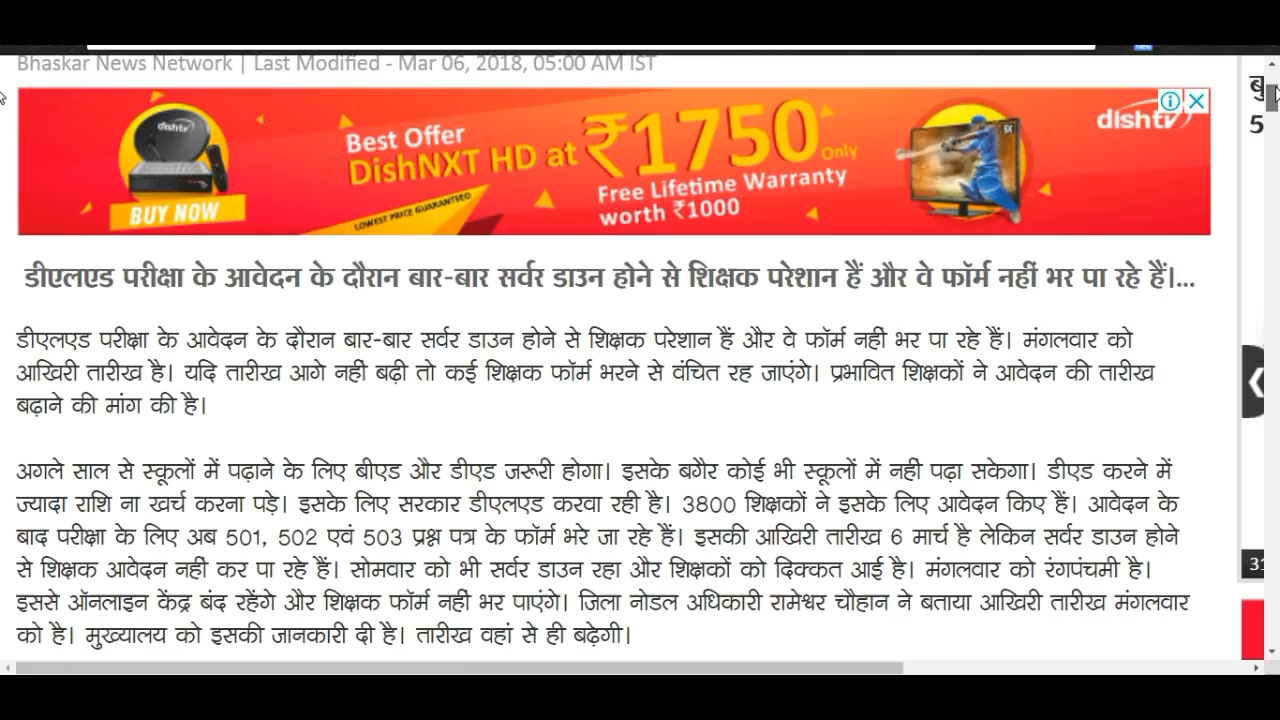 New
Bhaskar News Network | Last Modified - Mar 06, 2018, 05:00 AM IST
dishtv
Best Offer
DishNXT HD at ₹1750 Only
Free Lifetime Warranty
worth ₹1000
LOWEST PRICE GUARANTEED
BUY NOW
dishtv
बु
5
डीएलएड परीक्षा के आवेदन के दौरान बार-बार सर्वर डाउन होने से शिक्षक परेशान हैं और वे फॉर्म नहीं भर पा रहे हैं।...
डीएलएड परीक्षा के आवेदन के दौरान बार-बार सर्वर डाउन होने से शिक्षक परेशान हैं और वे फॉर्म नहीं भर पा रहे हैं। मंगलवार को
आखिरी तारीख है। यदि तारीख आगे नहीं बढ़ी तो कई शिक्षक फॉर्म भरने से वंचित रह जाएंगे। प्रभावित शिक्षकों ने आवेदन की तारीख
बढ़ाने की मांग की है।
अगले साल से स्कूलों में पढ़ाने के लिए बीएड और डीएड जरूरी होगा। इसके बगैर कोई भी स्कूलों में नहीं पढ़ा सकेगा। डीएड करने में
ज्यादा राशि ना खर्च करना पड़े। इसके लिए सरकार डीएलएड करवा रही है। 3800 शिक्षकों ने इसके लिए आवेदन किए हैं। आवेदन के
बाद परीक्षा के लिए अब 501, 502 एवं 503 प्रश्न पत्र के फॉर्म भरे जा रहे हैं। इसकी आखिरी तारीख 6 मार्च है लेकिन सर्वर डाउन होने
से शिक्षक आवेदन नहीं कर पा रहे हैं। सोमवार को भी सर्वर डाउन रहा और शिक्षकों को दिक्कत आई है। मंगलवार को रंगपंचमी है।
इससे ऑनलाइन केंद्र बंद रहेंगे और शिक्षक फॉर्म नहीं भर पाएंगे। जिला नोडल अधिकारी रामेश्वर चौहान ने बताया आखिरी तारीख मंगलवार
को है। मुख्यालय को इसकी जानकारी दी है। तारीख वहां से ही बढ़ेगी।